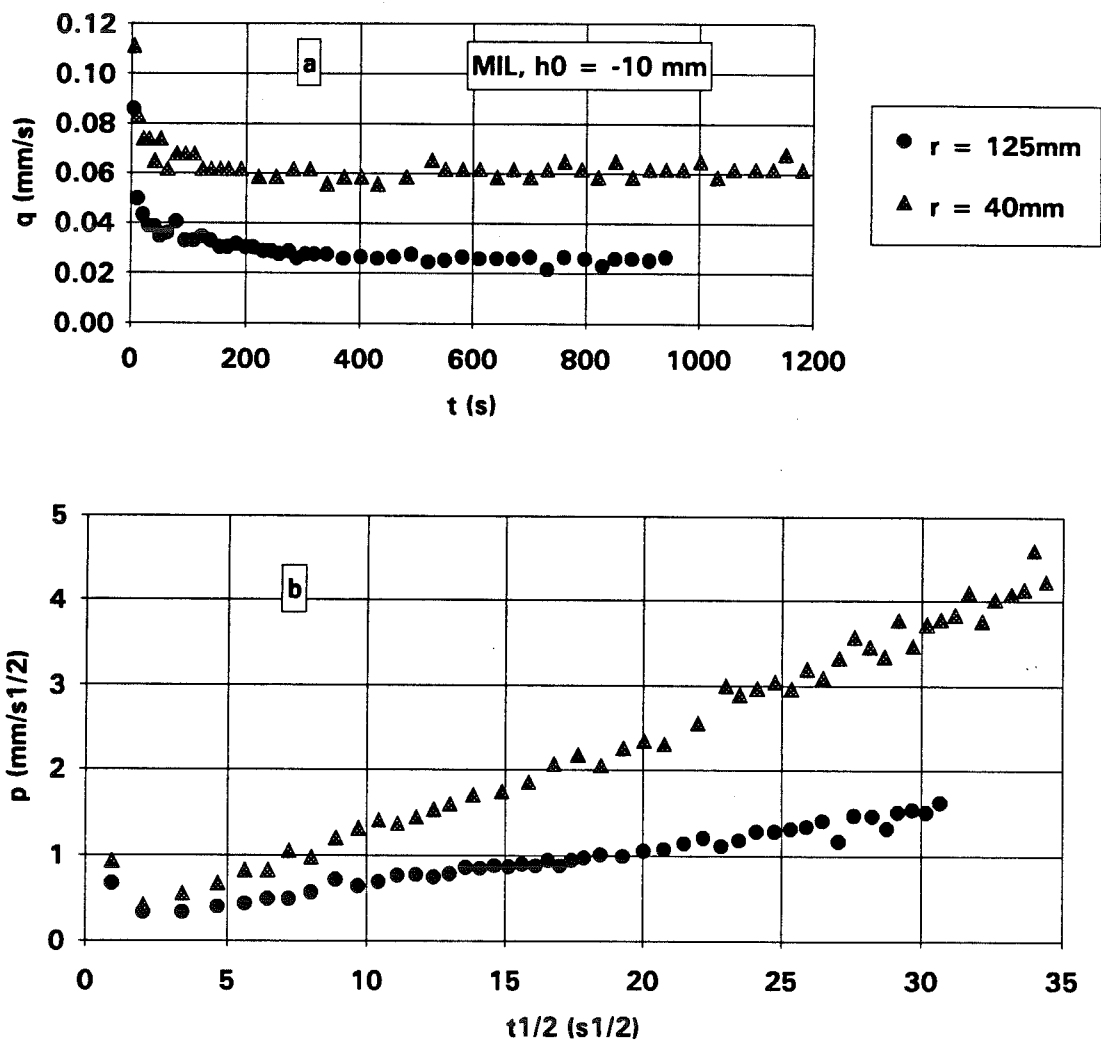 0.12
0.10
0.08
0.06
0.04
0.02
0.00
q (mm/s)
a
MIL, h0 = -10 mm
0 200 400 600 800 1000 1200
t (s)
r = 125mm
r = 40mm
5
4
3
2
1
0
p (mm/s1/2)
b
0 5 10 15 20 25 30 35
t1/2 (s1/2)